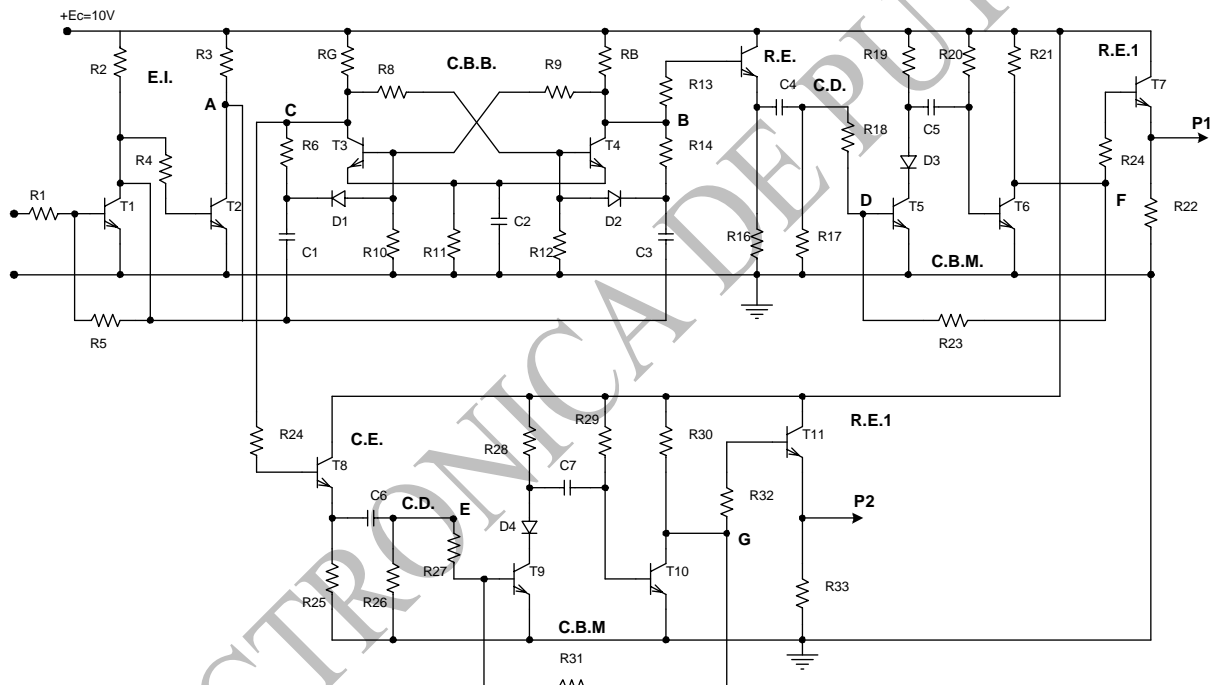 +Ec=10V
R2
E.I.
R3
A
RG
R8
C.B.B.
R9
RB
R.E.
R13
C4
C.D.
R19
R20
R21
R.E.1
T7
P1
C
B
R4
R6
T3
T4
R14
R18
C5
D3
R24
R1
T1
T2
D1
C2
D2
D
T5
T6
F
R22
C1
R10
R11
R12
C3
R16
R17
C.B.M.
R5
R23
R24
C.E.
T8
R28
R29
R30
R.E.1
T11
C7
C6
C.D.
E
D4
R32
P2
G
R25
R26
R27
T9
T10
R33
C.B.M
R31
ECTRONICA DE PUT